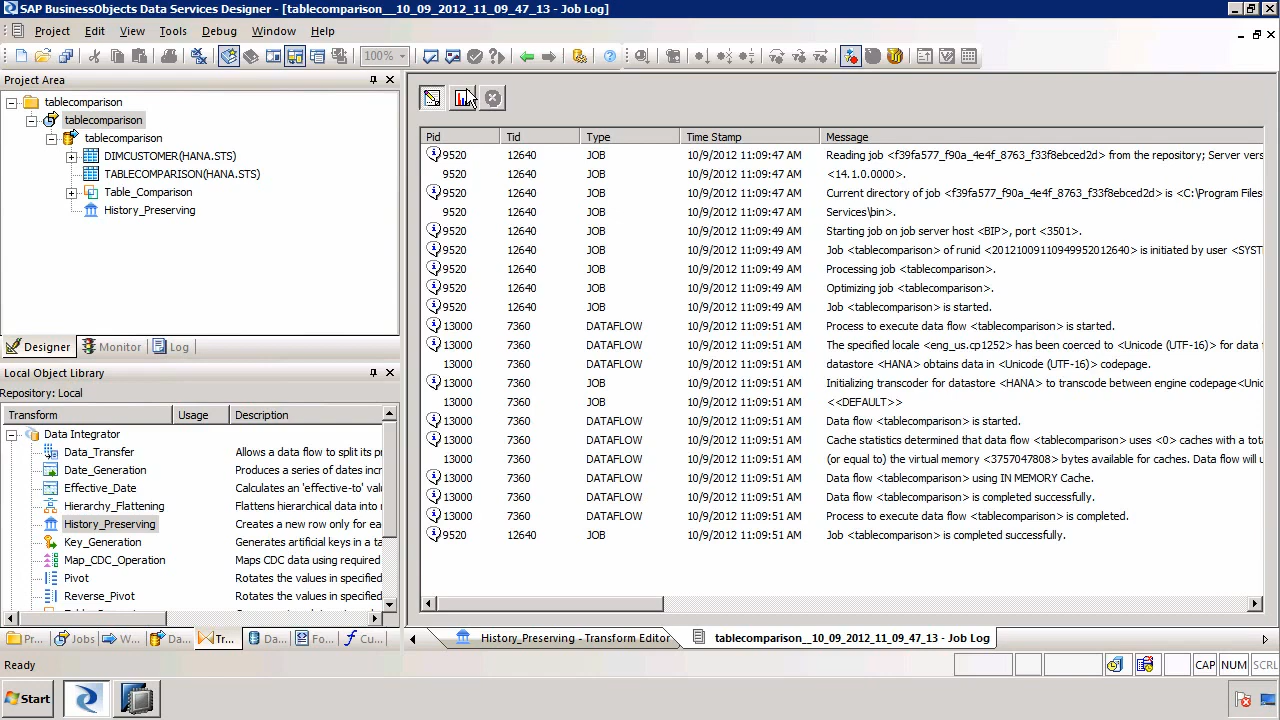 SAP BusinessObjects Data Services Designer - [tablecomparison__10_09_2012_11_09_47_13 - Job Log]
Project Edit View Tools Debug Window Help
100%
Project Area
tablecomparison
tablecomparison
tablecomparison
DIMCUSTOMER(HANA.STS)
TABLECOMPARISON(HANA.STS)
Table_Comparison
History_Preserving
Designer Monitor Log
Local Object Library
Repository: Local
Transform Usage Description
Data Integrator
Data_Transfer Allows a data flow to split its pr
Date_Generation Produces a series of dates incr
Effective_Date Calculates an 'effective-to' valu
Hierarchy_Flattening Flattens hierarchical data into r
History_Preserving Creates a new row only for eac
Key_Generation Generates artificial keys in a ta
Map_CDC_Operation Maps CDC data using required
Pivot Rotates the values in specified
Reverse_Pivot Rotates the values in specified
Pr... Jobs W... Da... Tr... Da... Fo... Cu...
Pid Tid Type Time Stamp Message
9520 12640 JOB 10/9/2012 11:09:47 AM Reading job <f39fa577_f90a_4e4f_8763_f33f8ebced2d> from the repository; Server vers
9520 12640 JOB 10/9/2012 11:09:47 AM <14.1.0.0000>.
9520 12640 JOB 10/9/2012 11:09:47 AM Current directory of job <f39fa577_f90a_4e4f_8763_f33f8ebced2d> is <C:\Program Files
9520 12640 JOB 10/9/2012 11:09:47 AM Services\bin>.
9520 12640 JOB 10/9/2012 11:09:49 AM Starting job on job server host <BIP>, port <3501>.
9520 12640 JOB 10/9/2012 11:09:49 AM Job <tablecomparison> of runid <2012100911094995201​2640> is initiated by user <SYST
9520 12640 JOB 10/9/2012 11:09:49 AM Processing job <tablecomparison>.
9520 12640 JOB 10/9/2012 11:09:49 AM Optimizing job <tablecomparison>.
9520 12640 JOB 10/9/2012 11:09:49 AM Job <tablecomparison> is started.
13000 7360 DATAFLOW 10/9/2012 11:09:51 AM Process to execute data flow <tablecomparison> is started.
13000 7360 DATAFLOW 10/9/2012 11:09:51 AM The specified locale <eng_us.cp1252> has been coerced to <Unicode (UTF-16)> for data f
13000 7360 DATAFLOW 10/9/2012 11:09:51 AM datastore <HANA> obtains data in <Unicode (UTF-16)> codepage.
13000 7360 JOB 10/9/2012 11:09:51 AM Initializing transcoder for datastore <HANA> to transcode between engine codepage<Unic
13000 7360 JOB 10/9/2012 11:09:51 AM <<DEFAULT>>
13000 7360 DATAFLOW 10/9/2012 11:09:51 AM Data flow <tablecomparison> is started.
13000 7360 DATAFLOW 10/9/2012 11:09:51 AM Cache statistics determined that data flow <tablecomparison> uses <0> caches with a tota
13000 7360 DATAFLOW 10/9/2012 11:09:51 AM (or equal to) the virtual memory <3757047808> bytes available for caches. Data flow will u
13000 7360 DATAFLOW 10/9/2012 11:09:51 AM Data flow <tablecomparison> using IN MEMORY Cache.
13000 7360 DATAFLOW 10/9/2012 11:09:51 AM Data flow <tablecomparison> is completed successfully.
13000 7360 DATAFLOW 10/9/2012 11:09:51 AM Process to execute data flow <tablecomparison> is completed.
9520 12640 JOB 10/9/2012 11:09:51 AM Job <tablecomparison> is completed successfully.
History_Preserving - Transform Editor tablecomparison__10_09_2012_11_09_47_13 - Job Log
Ready CAP NUM SCRL
Start